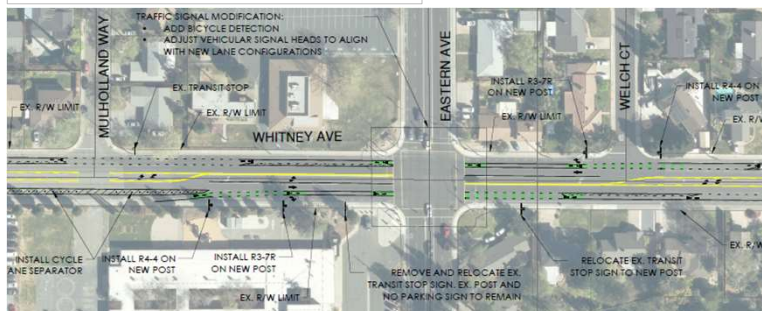 TRAFFIC SIGNAL MODIFICATION:
• ADD BICYCLE DETECTION
• ADJUST VEHICULAR SIGNAL HEADS TO ALIGN
WITH NEW LANE CONFIGURATIONS
MULHOLLAND WAY
EASTERN AVE
WELCH CT
EX. TRANSIT STOP
INSTALL R3-7R
ON NEW POST
INSTALL R4-4 ON
NEW POST
EX. R/W LIMIT
EX. R/W LIMIT
EX. R/W LIMIT
EX. R/W
WHITNEY AVE
INSTALL CYCLE
ANE SEPARATOR
INSTALL R4-4 ON
NEW POST
INSTALL R3-7R
ON NEW POST
EX. R/W LIMIT
REMOVE AND RELOCATE EX.
TRANSIT STOP SIGN. EX. POST AND
NO PARKING SIGN TO REMAIN
RELOCATE EX. TRANSIT
STOP SIGN TO NEW POST
EX. R/W